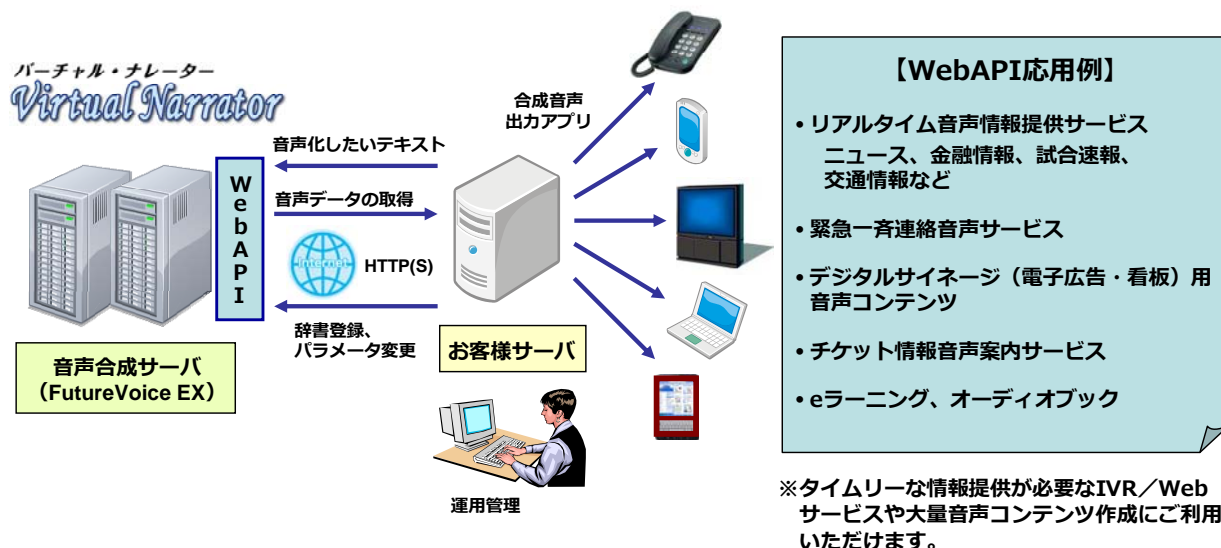 バーチャル・ナレーター
Virtual Narrator
音声化したいテキスト
WebAPI
音声データの取得
Internet
HTTP(S)
辞書登録、
パラメータ変更
音声合成サーバ
（FutureVoice EX）
お客様サーバ
運用管理
合成音声
出力アプリ
【WebAPI応用例】
• リアルタイム音声情報提供サービス
ニュース、金融情報、試合速報、
交通情報など
• 緊急一斉連絡音声サービス
• デジタルサイネージ（電子広告・看板）用
音声コンテンツ
• チケット情報音声案内サービス
• eラーニング、オーディオブック
※タイムリーな情報提供が必要なIVR／Web
サービスや大量音声コンテンツ作成にご利用
いただけます。